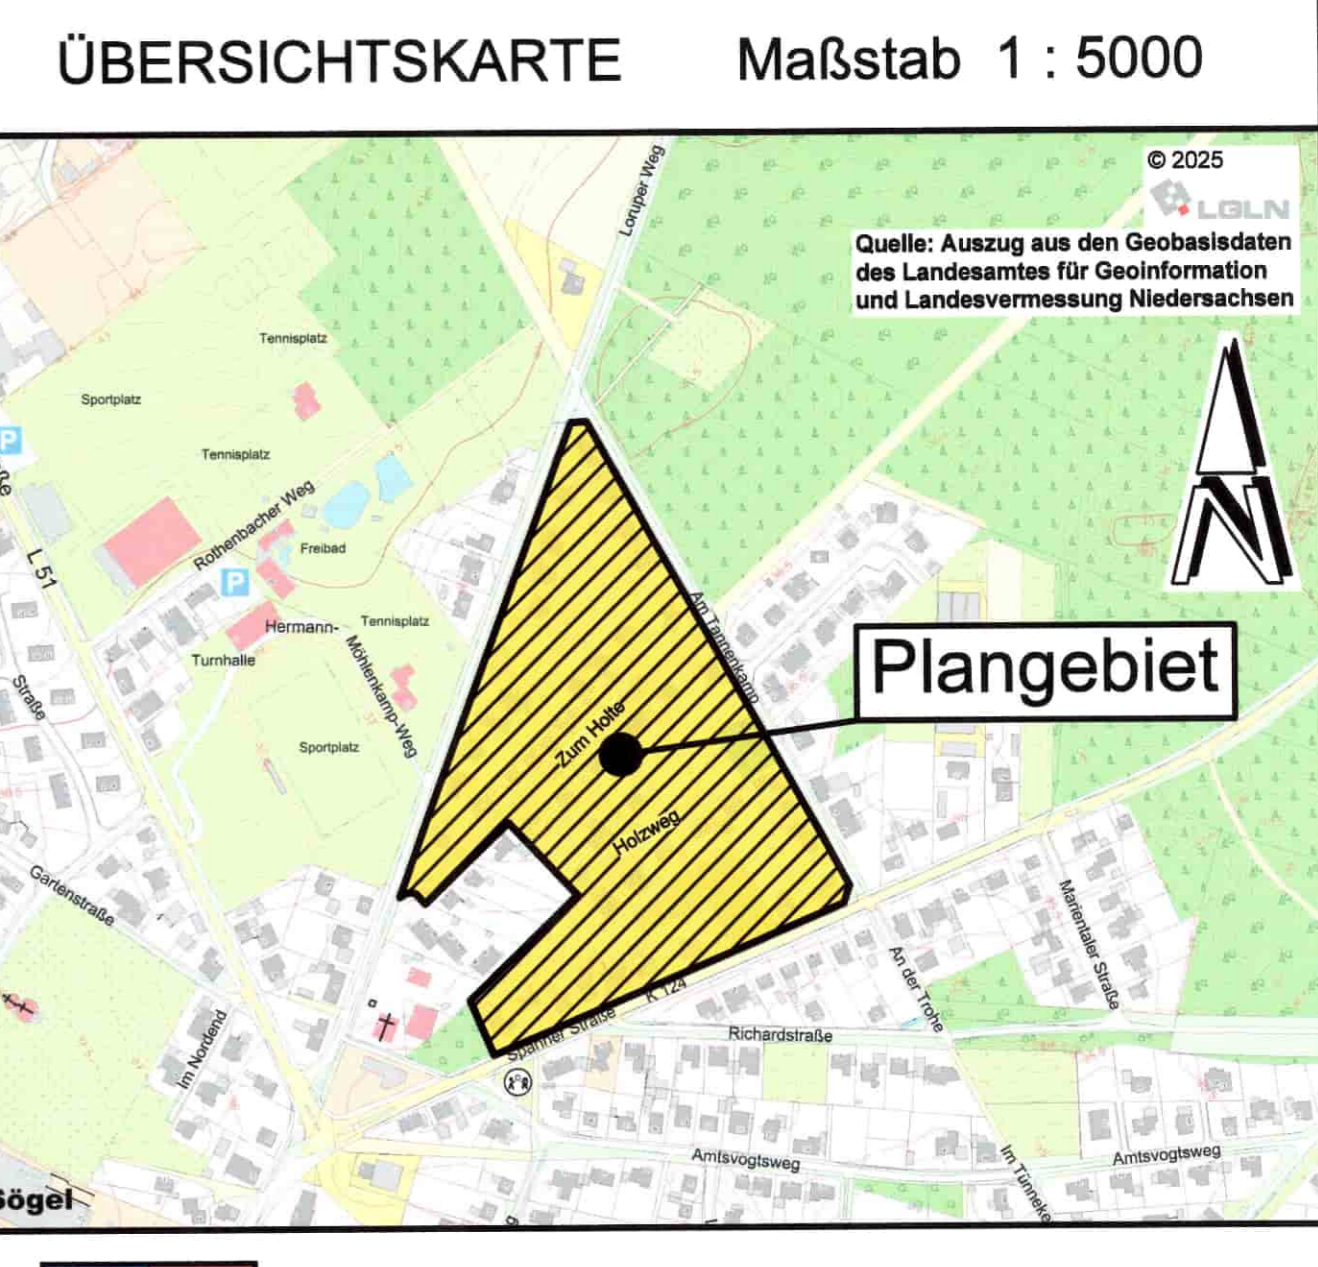 ÜBERSICHTSKARTE Maßstab 1 : 5000
© 2025
LGLN
Quelle: Auszug aus den Geobasisdaten
des Landesamtes für Geoinformation
und Landesvermessung Niedersachsen
Loruper Weg
Tennisplatz
Sportplatz
P
Tennisplatz
Rothenbacher Weg
Freibad
L 51
P
N
Am Tannenkamp
Hermann-
Möhlenkamp-Weg
Tennisplatz
Turnhalle
Plangebiet
Straße
Zum Holte
Sportplatz
Holzweg
Gartenstraße
Marientaler Straße
An der Trohe
K 124
Spahner Straße
Richardstraße
Im Nordend
Amtsvogtsweg
Amtsvogtsweg
Im Tünneke
Sögel